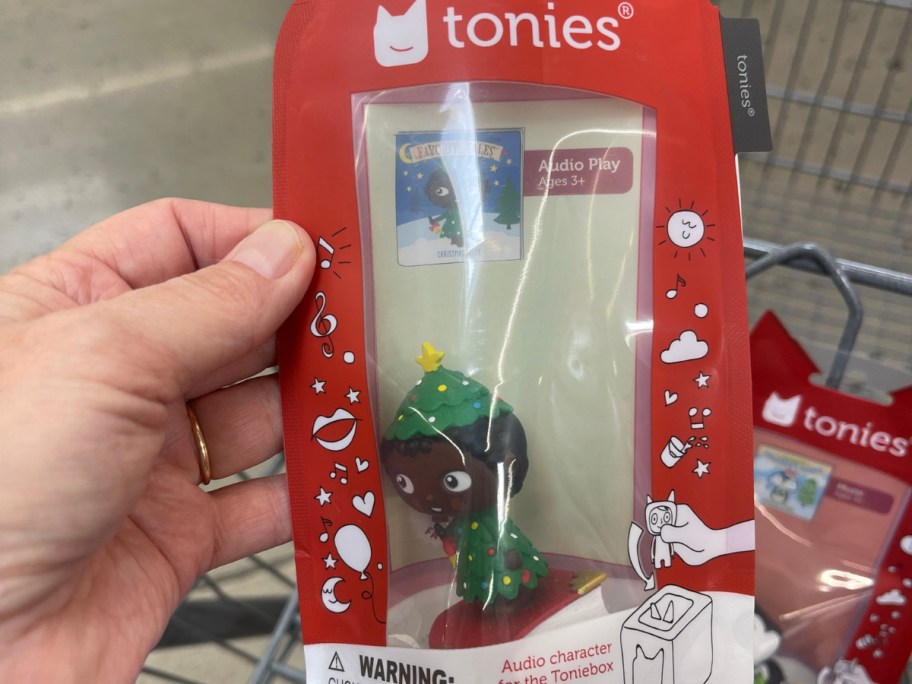 tonies®
tonies®
Audio Play
Ages 3+
tonies
WARNING:
Audio character
for the Toniebox